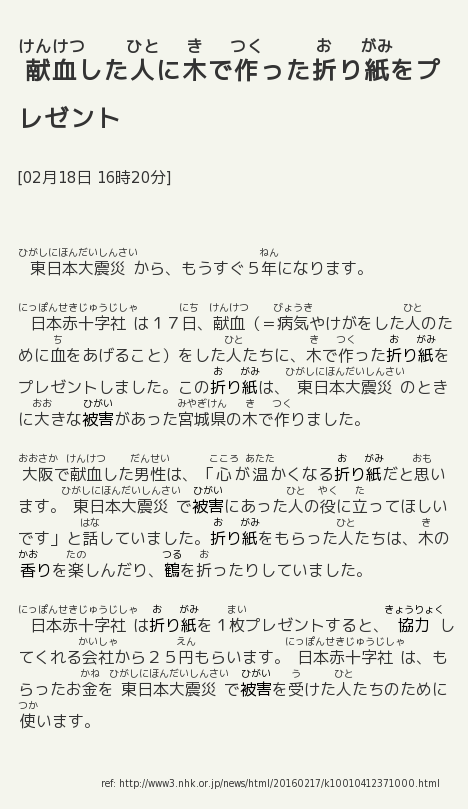 けんけつ ひと き つく お がみ
献血した人に木で作った折り紙をプ
レゼント
[02月18日 16時20分]
ひがしにほんだいしんさい ねん
東日本大震災から、もうすぐ５年になります。
にっぽんせきじゅうじしゃ にち けんけつ びょうき ひと
日本赤十字社は１７日、献血（＝病気やけがをした人のた
ち ひと き つく お がみ
めに血をあげること）をした人たちに、木で作った折り紙を
お がみ ひがしにほんだいしんさい
プレゼントしました。この折り紙は、東日本大震災のとき
おお ひがい みやぎけん き つく
に大きな被害があった宮城県の木で作りました。
おおさか けんけつ だんせい こころ あたた お がみ おも
大阪で献血した男性は、「心が温かくなる折り紙だと思い
ひがしにほんだいしんさい ひがい ひと やく た
ます。東日本大震災で被害にあった人の役に立ってほしい
はな お がみ ひと き
です」と話していました。折り紙をもらった人たちは、木の
かお たの つる お
香りを楽しんだり、鶴を折ったりしていました。
にっぽんせきじゅうじしゃ お がみ まい きょうりょく
日本赤十字社は折り紙を１枚プレゼントすると、協力し
かいしゃ えん にっぽんせきじゅうじしゃ
てくれる会社から２５円もらいます。日本赤十字社は、も
かね ひがしにほんだいしんさい ひがい う ひと
らったお金を東日本大震災で被害を受けた人たちのために
つか
使います。
ref: http://www3.nhk.or.jp/news/html/20160217/k10010412371000.html